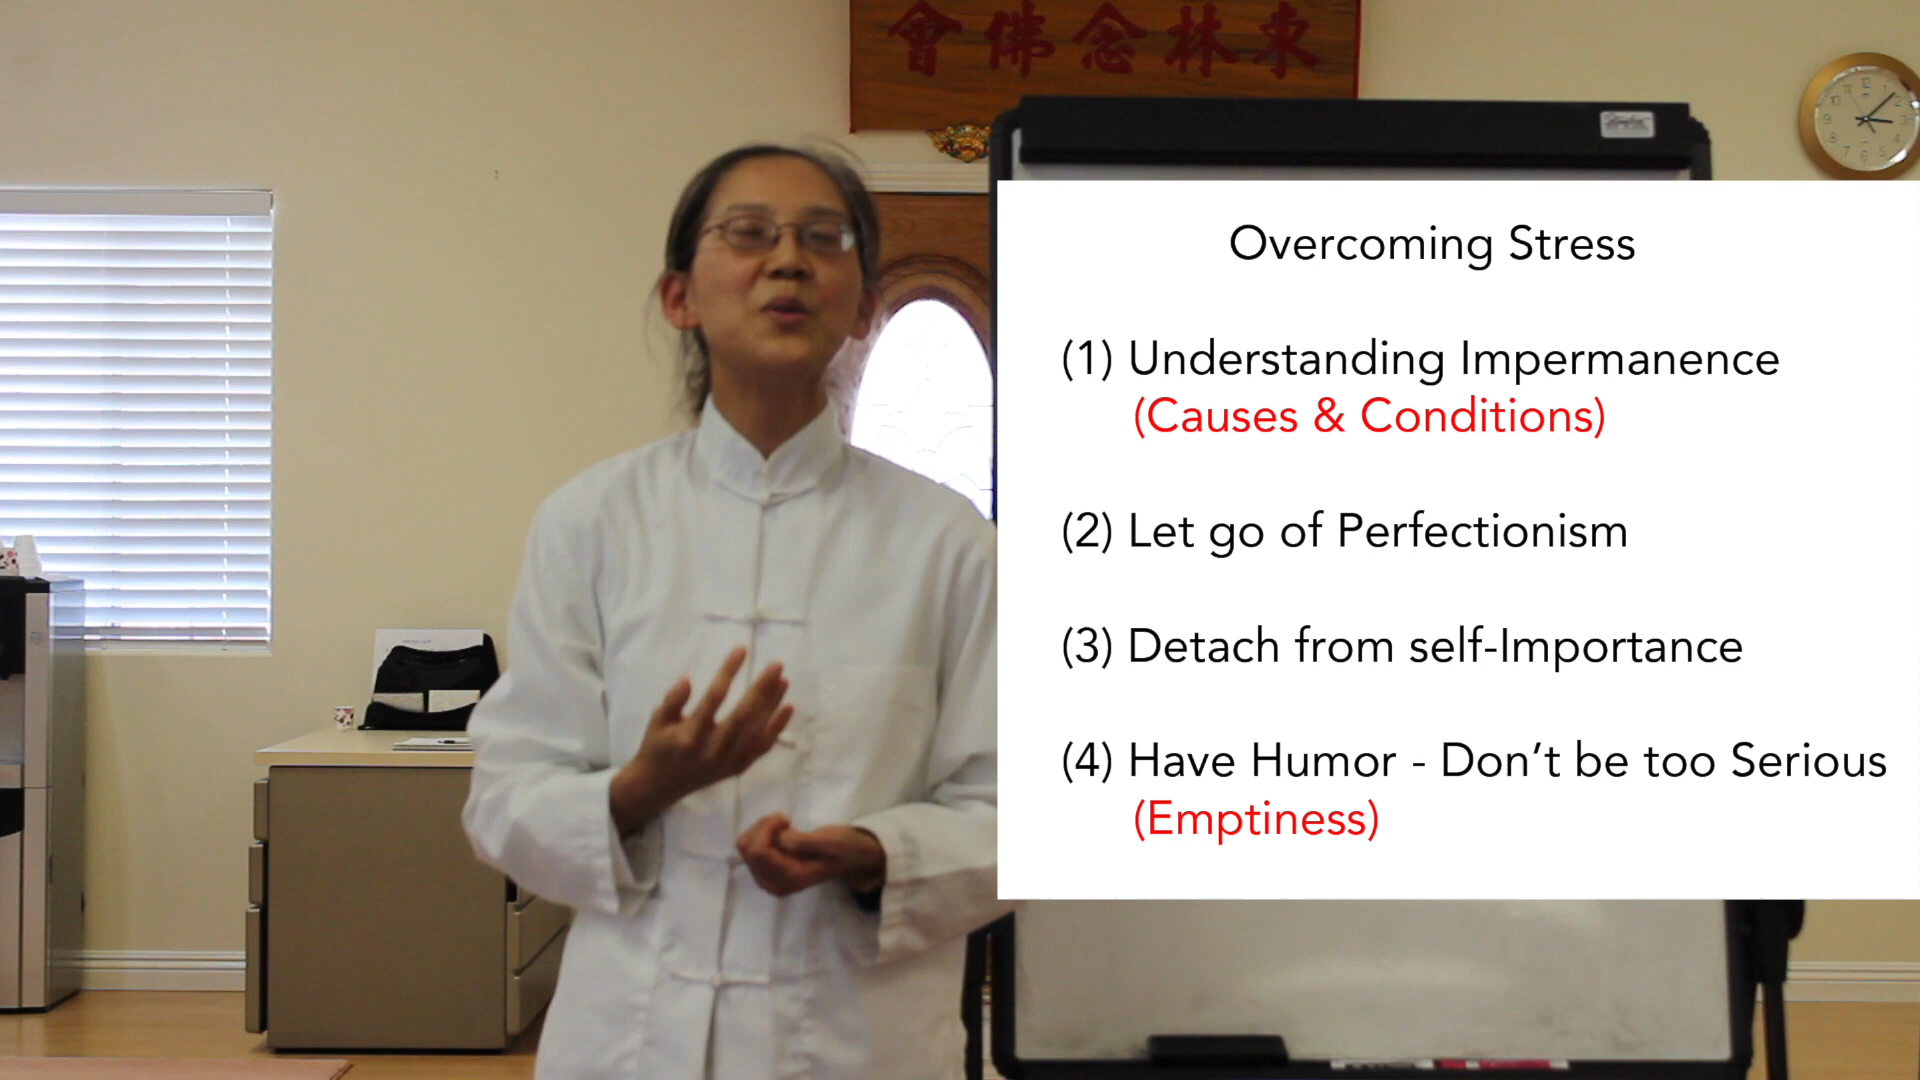 會佛念林東
Overcoming Stress
(1) Understanding Impermanence
(Causes & Conditions)
(2) Let go of Perfectionism
(3) Detach from self-Importance
(4) Have Humor - Don’t be too Serious
(Emptiness)